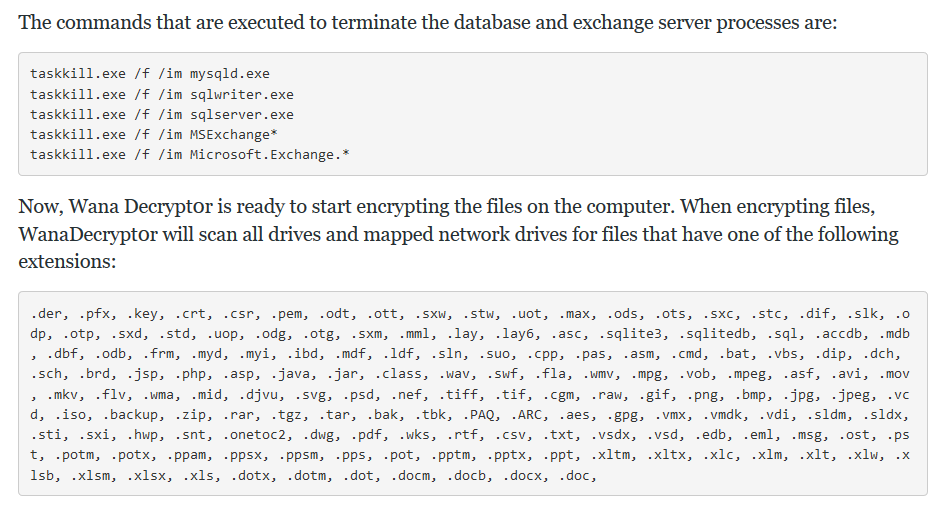 The commands that are executed to terminate the database and exchange server processes are:
taskkill.exe /f /im mysqld.exe
taskkill.exe /f /im sqlwriter.exe
taskkill.exe /f /im sqlserver.exe
taskkill.exe /f /im MSExchange*
taskkill.exe /f /im Microsoft.Exchange.*
Now, Wana Decryptor is ready to start encrypting the files on the computer. When encrypting files,
WanaDecryptor will scan all drives and mapped network drives for files that have one of the following
extensions:
.der, .pfx, .key, .crt, .csr, .pem, .odt, .ott, .sxw, .stw, .uot, .max, .ods, .ots, .sxc, .stc, .dif, .slk, .o
dp, .otp, .sxd, .std, .uop, .odg, .otg, .sxm, .mml, .lay, .lay6, .asc, .sqlite3, .sqlitedb, .sql, .accdb, .mdb
, .dbf, .odb, .frm, .myd, .myi, .ibd, .mdf, .ldf, .sln, .suo, .cpp, .pas, .asm, .cmd, .bat, .vbs, .dip, .dch,
.sch, .brd, .jsp, .php, .asp, .java, .jar, .class, .wav, .swf, .fla, .wmv, .mpg, .vob, .mpeg, .asf, .avi, .mov
, .mkv, .flv, .wma, .mid, .djvu, .svg, .psd, .nef, .tiff, .tif, .cgm, .raw, .gif, .png, .bmp, .jpg, .jpeg, .vc
d, .iso, .backup, .zip, .rar, .tgz, .tar, .bak, .tbk, .PAQ, .ARC, .aes, .gpg, .vmx, .vmdk, .vdi, .sldm, .sldx,
.sti, .sxi, .hwp, .snt, .onetoc2, .dwg, .pdf, .wks, .rtf, .csv, .txt, .vsdx, .vsd, .edb, .eml, .msg, .ost, .ps
t, .potm, .potx, .ppam, .ppsx, .ppsm, .pps, .pot, .pptm, .pptx, .ppt, .xltm, .xltx, .xlc, .xlm, .xlt, .xlw, .x
lsb, .xlsm, .xlsx, .xls, .dotx, .dotm, .dot, .docm, .docb, .docx, .doc,